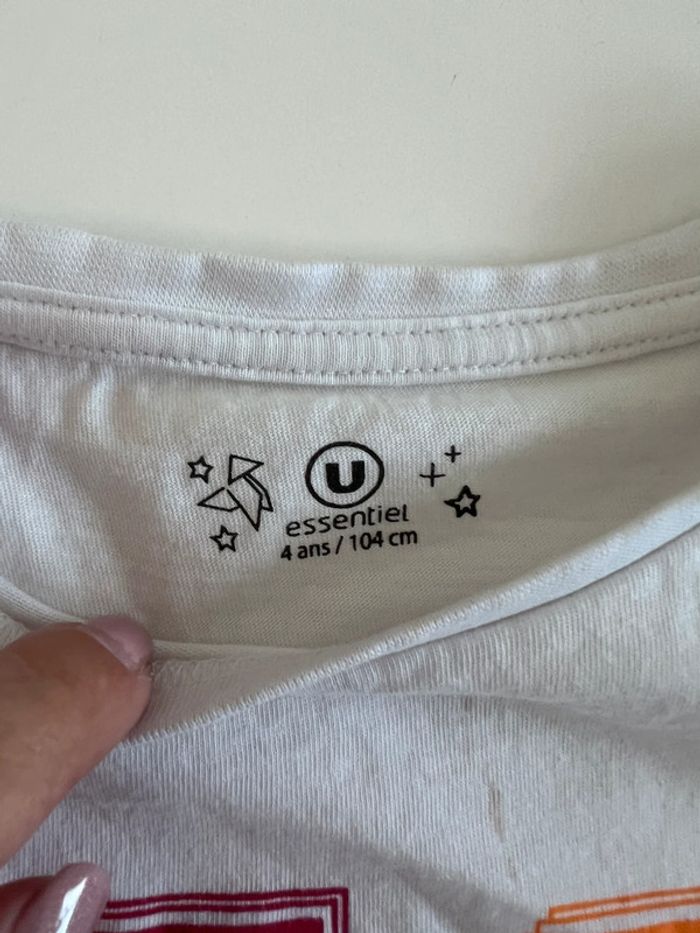 U
essentiel
4 ans / 104 cm